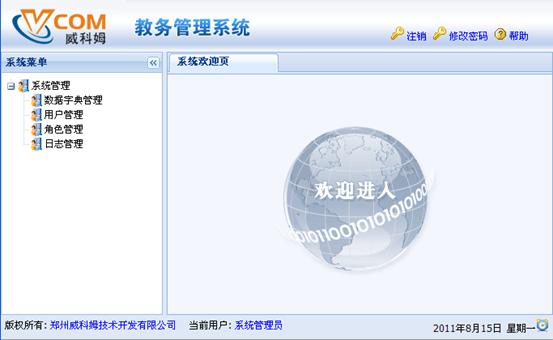 VCOM
威科姆
教务管理系统
注销 修改密码 帮助
系统菜单
系统欢迎页
系统管理
数据字典管理
用户管理
角色管理
日志管理
欢迎进入
001011001010101010100
版权所有: 郑州威科姆技术开发有限公司 当前用户: 系统管理员
2011年8月15日 星期一